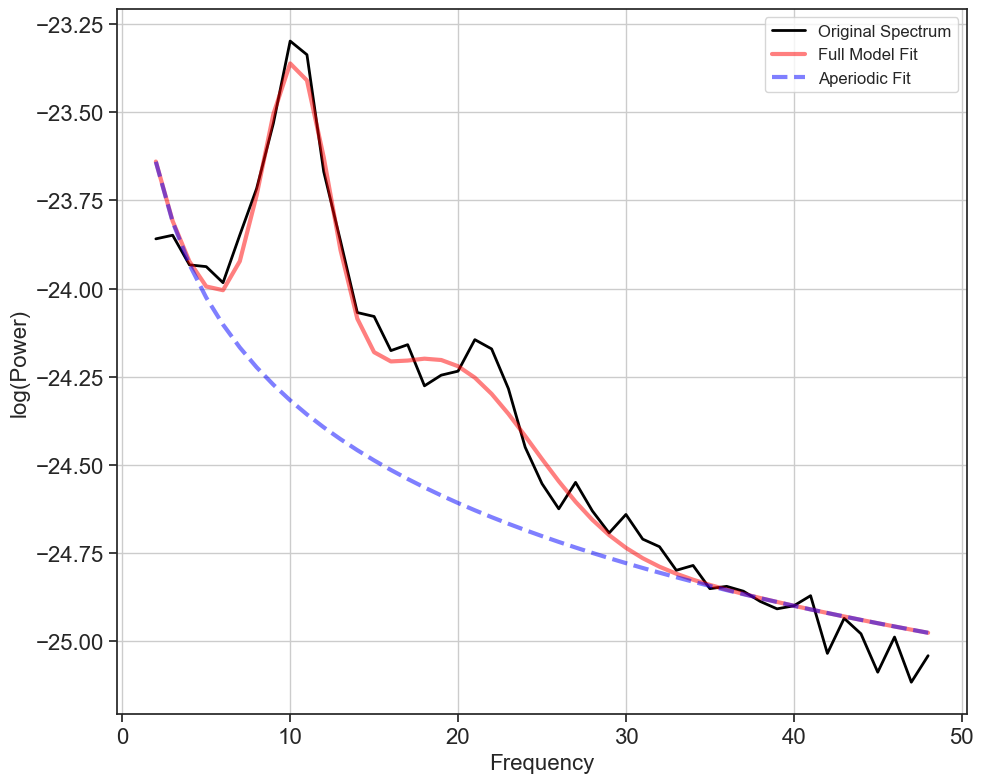 −23.25
−23.50
−23.75
−24.00
−24.25
−24.50
−24.75
−25.00
log(Power)
0 10 20 30 40 50
Frequency
Original Spectrum
Full Model Fit
Aperiodic Fit